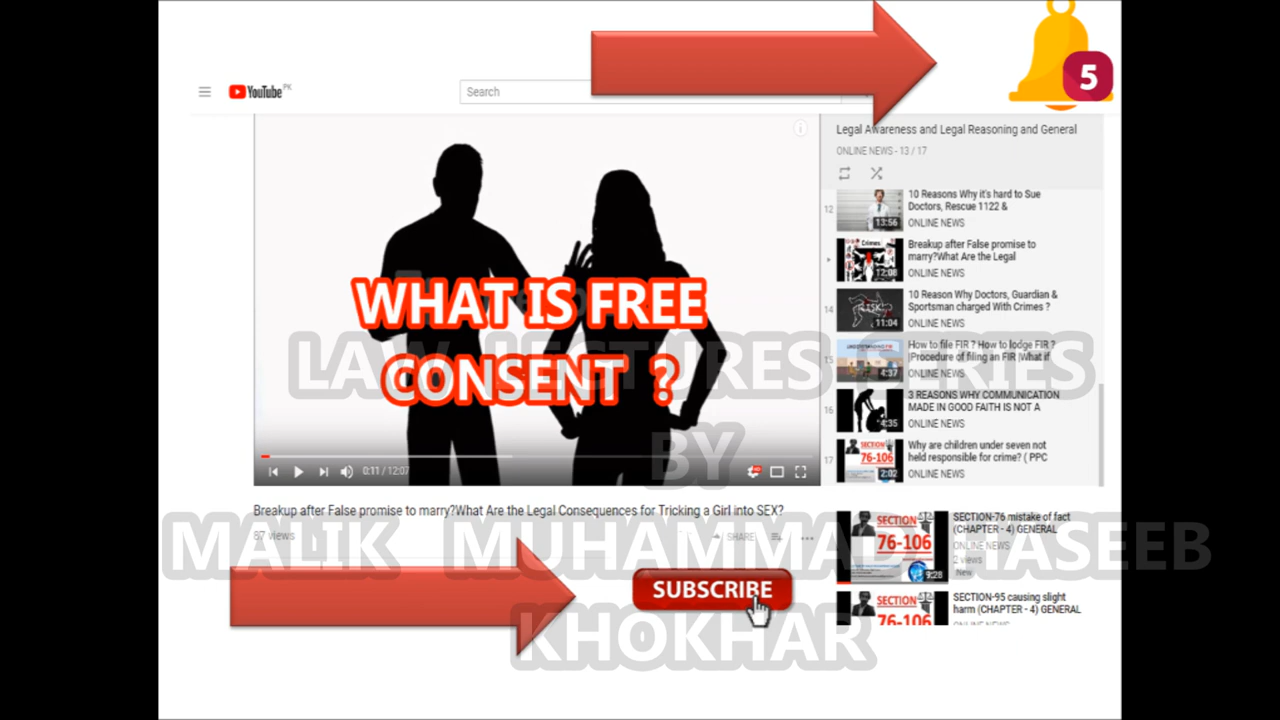 5
YouTube PK
Search
Legal Awareness and Legal Reasoning and General
ONLINE NEWS - 13 / 17
12
10 Reasons Why it's hard to Sue
Doctors, Rescue 1122 &
ONLINE NEWS
13:56
Crimes
Breakup after False promise to
marry?What Are the Legal
ONLINE NEWS
12:08
14
10 Reason Why Doctors, Guardian &
Sportsman charged With Crimes ?
ONLINE NEWS
11:04
15
How to file FIR ? How to lodge FIR ?
|Procedure of filing an FIR |What if
ONLINE NEWS
4:37
16
3 REASONS WHY COMMUNICATION
MADE IN GOOD FAITH IS NOT A
ONLINE NEWS
4:35
17
SECTION
76-106
Why are children under seven not
held responsible for crime? ( PPC
ONLINE NEWS
2:02
WHAT IS FREE
CONSENT ?
LAW LECTURES SERIES
BY
MALIK MUHAMMAD NASEEB
KHOKHAR
0:11 / 12:07
Breakup after False promise to marry?What Are the Legal Consequences for Tricking a Girl into SEX?
87 views
SHARE
SUBSCRIBE
SECTION
76-106
9:28
SECTION-76 mistake of fact
(CHAPTER - 4) GENERAL
ONLINE NEWS
2 views
New
SECTION
76-106
SECTION-95 causing slight
harm (CHAPTER - 4) GENERAL